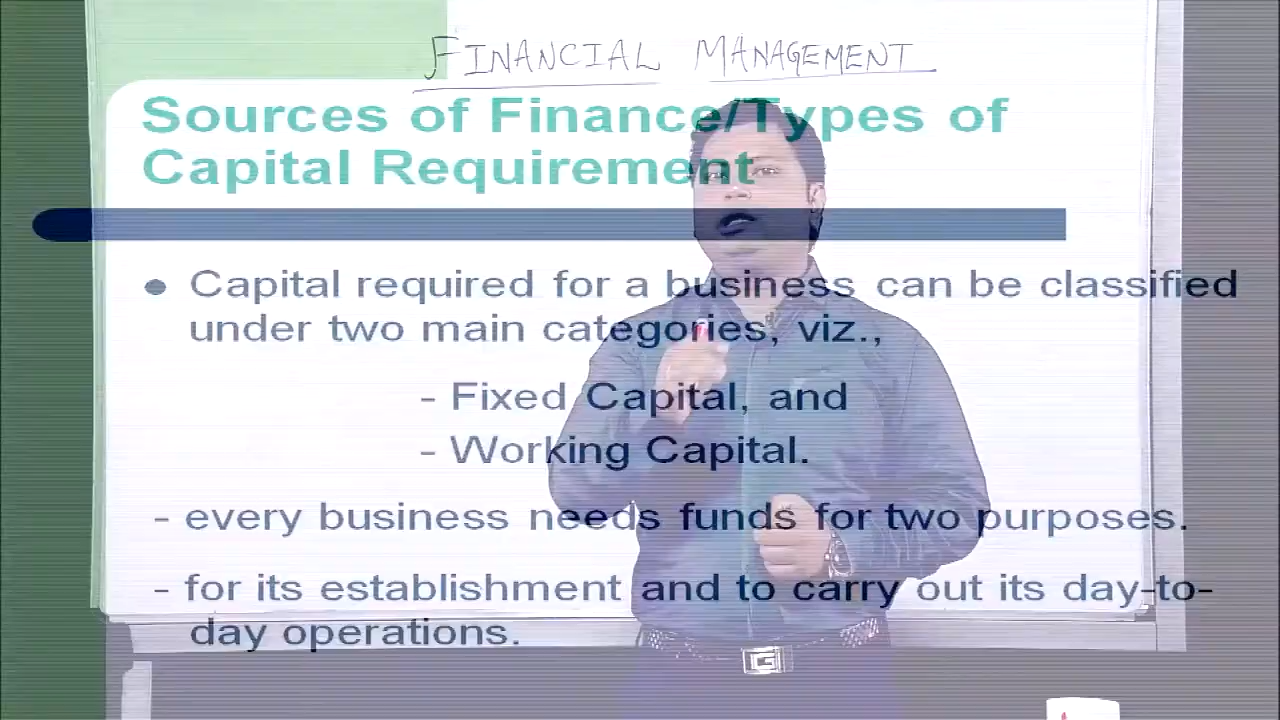 FINANCIAL MANAGEMENT
Sources of Finance/Types of
Capital Requirement
● Capital required for a business can be classified
under two main categories, viz.,
- Fixed Capital, and
- Working Capital.
- every business needs funds for two purposes.
- for its establishment and to carry out its day-to-
day operations.
G